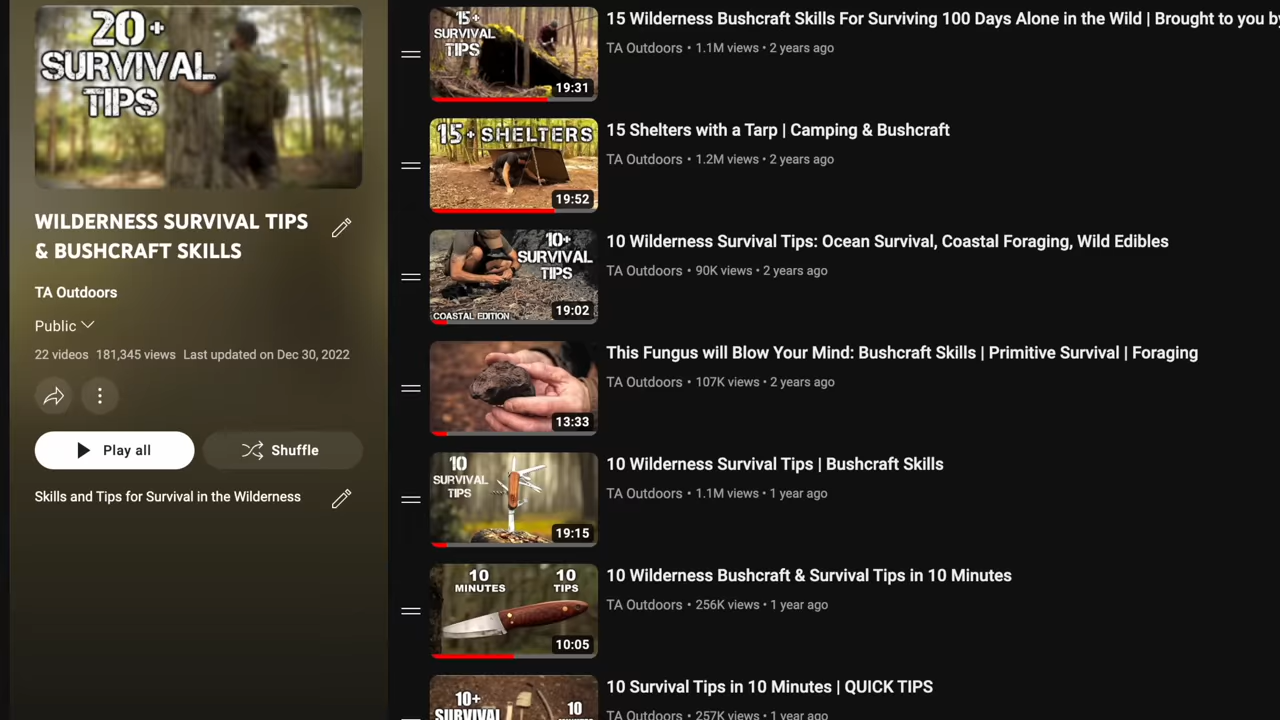 20+
SURVIVAL
TIPS
WILDERNESS SURVIVAL TIPS
& BUSHCRAFT SKILLS
TA Outdoors
Public
22 videos 181,345 views Last updated on Dec 30, 2022
Play all
Shuffle
Skills and Tips for Survival in the Wilderness
15+
SURVIVAL
TIPS
19:31
15 Wilderness Bushcraft Skills For Surviving 100 Days Alone in the Wild | Brought to you by
TA Outdoors • 1.1M views • 2 years ago
15+ SHELTERS
19:52
15 Shelters with a Tarp | Camping & Bushcraft
TA Outdoors • 1.2M views • 2 years ago
10+
SURVIVAL
TIPS
COASTAL EDITION
19:02
10 Wilderness Survival Tips: Ocean Survival, Coastal Foraging, Wild Edibles
TA Outdoors • 90K views • 2 years ago
13:33
This Fungus will Blow Your Mind: Bushcraft Skills | Primitive Survival | Foraging
TA Outdoors • 107K views • 2 years ago
10
SURVIVAL
TIPS
19:15
10 Wilderness Survival Tips | Bushcraft Skills
TA Outdoors • 1.1M views • 1 year ago
10 MINUTES
10 TIPS
10:05
10 Wilderness Bushcraft & Survival Tips in 10 Minutes
TA Outdoors • 256K views • 1 year ago
10+
SURVIVAL
10
10 Survival Tips in 10 Minutes | QUICK TIPS
TA Outdoors • 257K views • 1 year ago